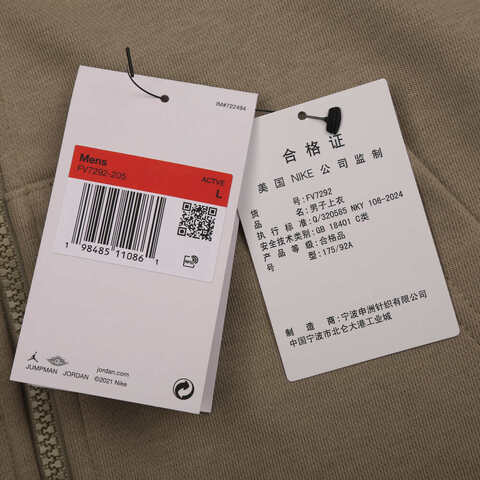 IM#722494
Mens
FV7292-205
ACTVE
L
1 98485 11086 1
JUMPMAN
JORDAN
jordan.com
©2021 Nike
合格证
美国 NIKE 公司监制
货 号: FV7292
品 名: 男子上衣
执行标准: Q/320585 NKY 108-2024
安全技术类别: GB 18401 C类
产品等级: 合格品
型: 175/92A
制造商: 宁波申洲针织有限公司
中国宁波市北仑大港工业城